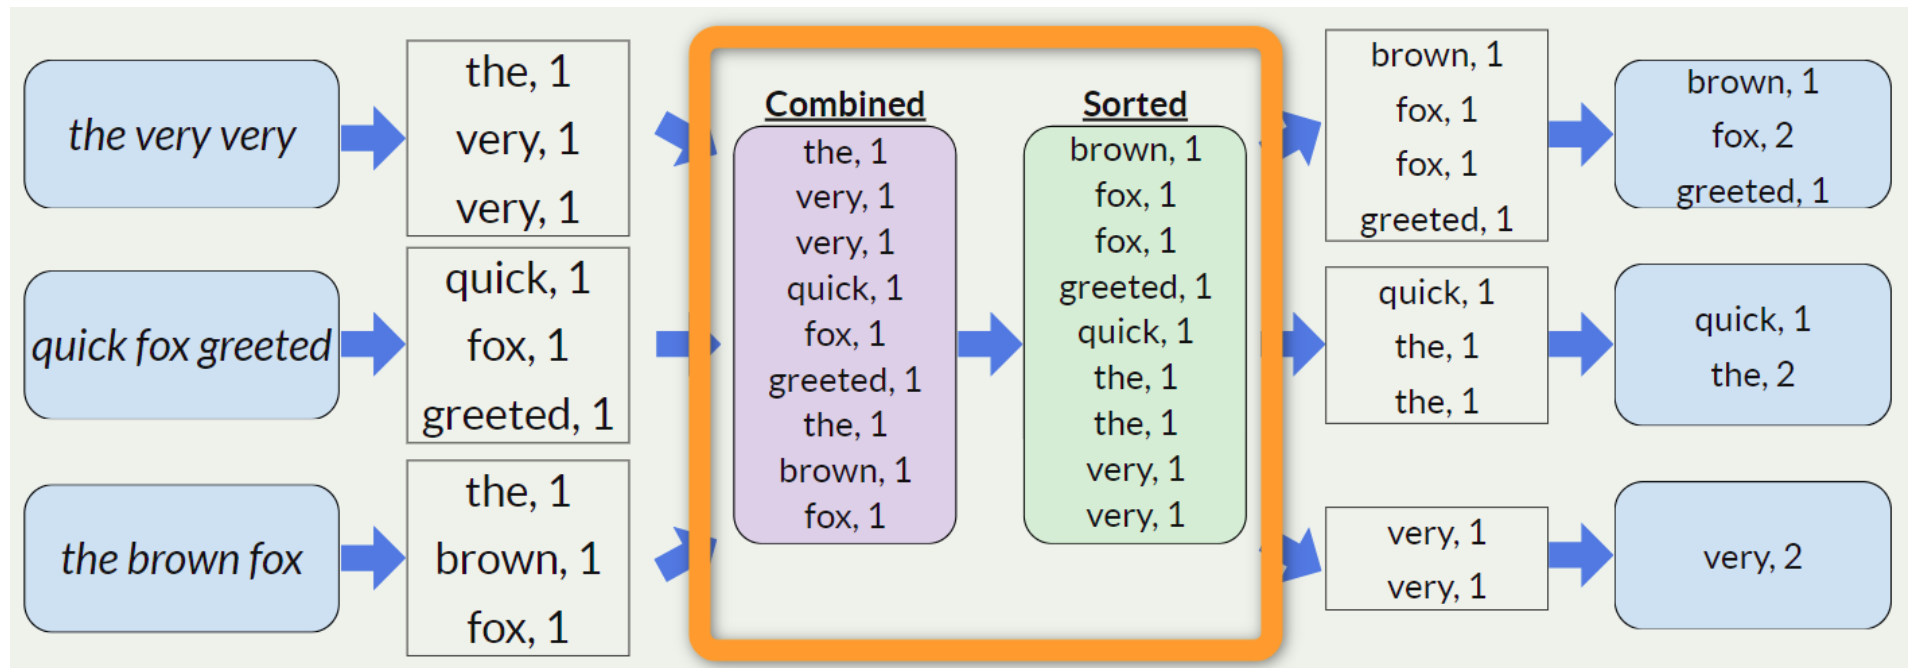 the very very
quick fox greeted
the brown fox
the, 1
very, 1
very, 1
quick, 1
fox, 1
greeted, 1
the, 1
brown, 1
fox, 1
Combined
the, 1
very, 1
very, 1
quick, 1
fox, 1
greeted, 1
the, 1
brown, 1
fox, 1
Sorted
brown, 1
fox, 1
fox, 1
greeted, 1
quick, 1
the, 1
the, 1
very, 1
very, 1
brown, 1
fox, 1
fox, 1
greeted, 1
quick, 1
the, 1
the, 1
very, 1
very, 1
brown, 1
fox, 2
greeted, 1
quick, 1
the, 2
very, 2